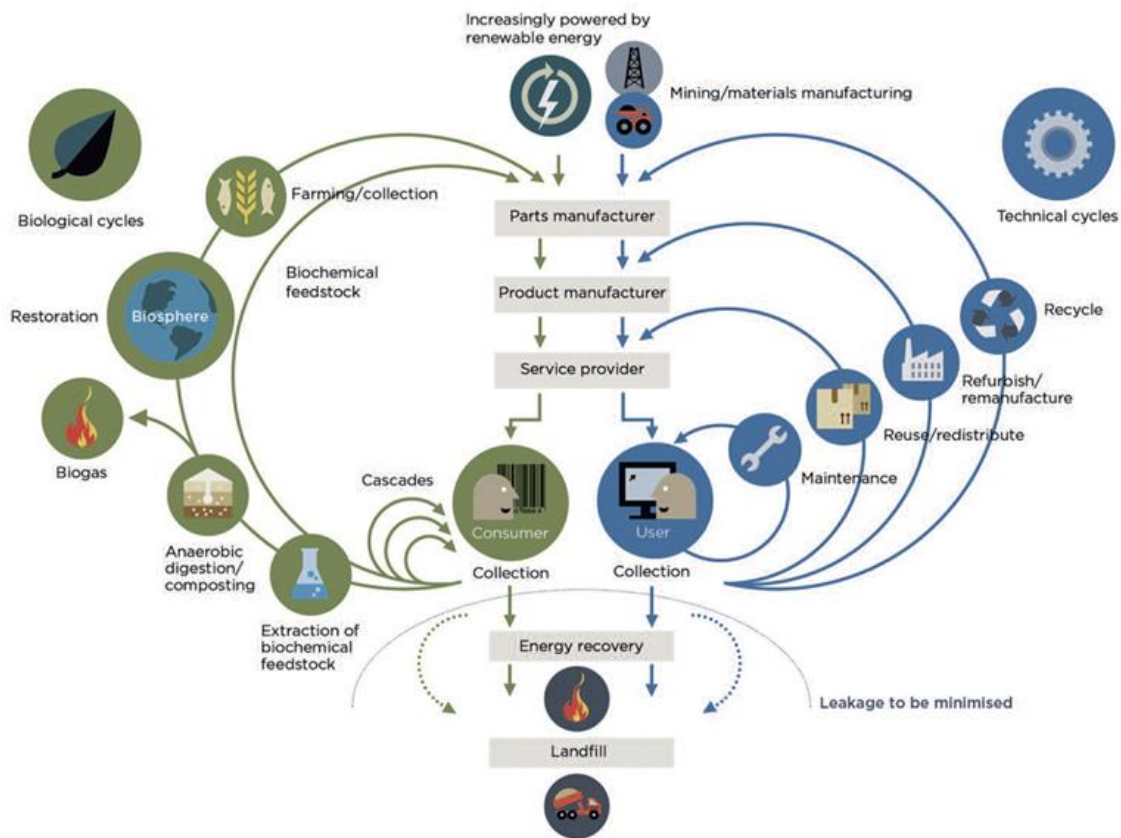 Increasingly powered by
renewable energy
Mining/materials manufacturing
Biological cycles
Farming/collection
Technical cycles
Parts manufacturer
Biochemical
feedstock
Product manufacturer
Restoration
Biosphere
Recycle
Service provider
Refurbish/
remanufacture
Reuse/redistribute
Biogas
Cascades
Maintenance
Consumer
User
Anaerobic
digestion/
composting
Collection
Collection
Extraction of
biochemical
feedstock
Energy recovery
Leakage to be minimised
Landfill